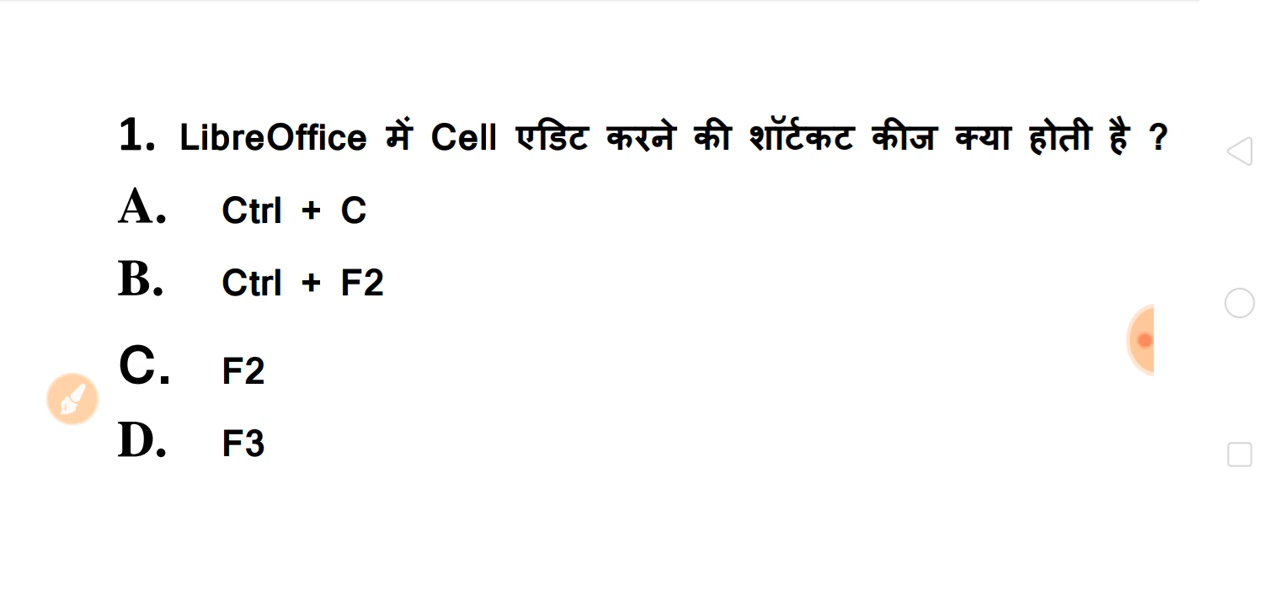 1. LibreOffice में Cell एडिट करने की शॉर्टकट कीज क्या होती है ?
A. Ctrl + C
B. Ctrl + F2
C. F2
D. F3